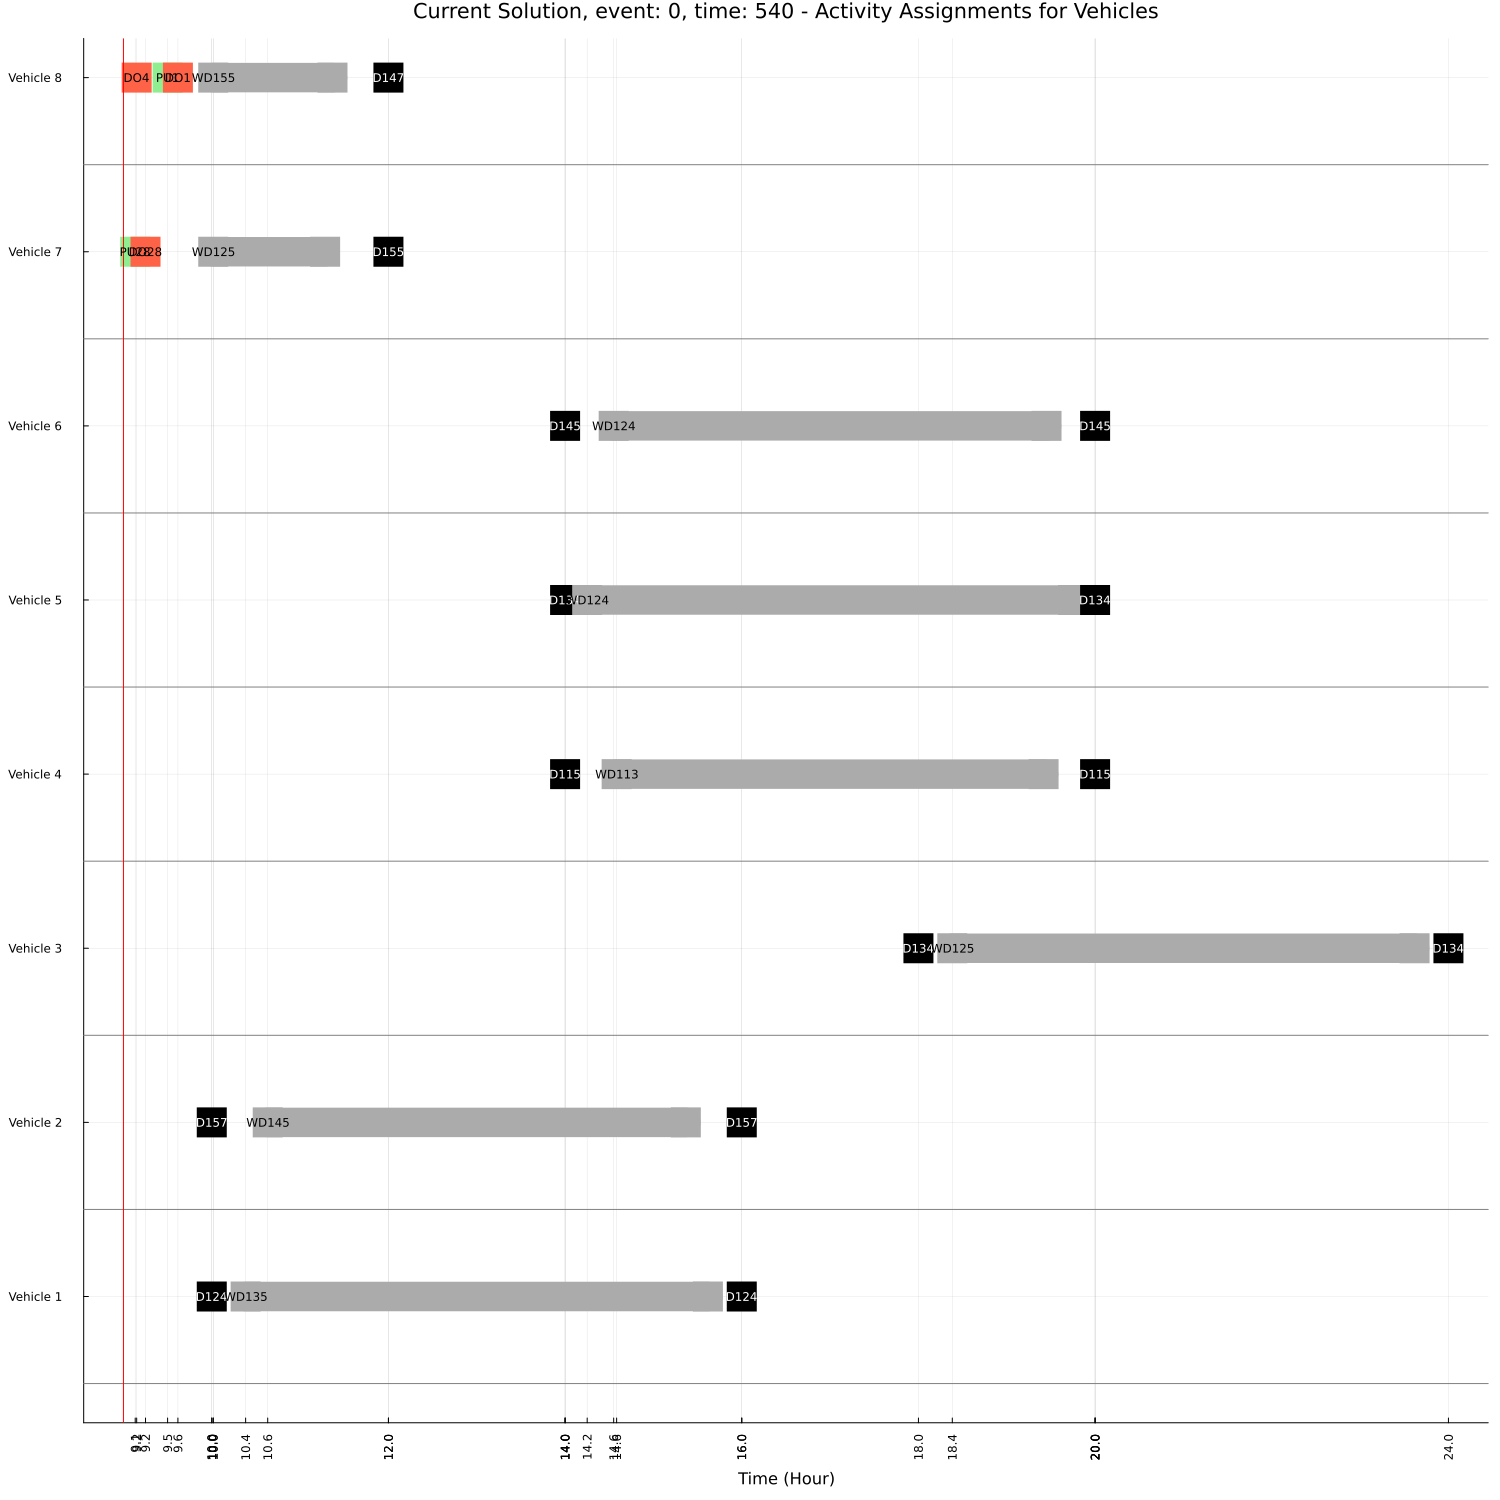 Current Solution, event: 0, time: 540 - Activity Assignments for Vehicles
Vehicle 8
DO4
DO1
WD155
D147
Vehicle 7
WD125
D155
Vehicle 6
D145
WD124
D145
Vehicle 5
D134
Vehicle 4
D115
WD113
D115
Vehicle 3
D134
WD125
D134
Vehicle 2
D157
WD145
D157
Vehicle 1
D124
WD135
D124
9.2
9.5
9.6
10.0
10.4
10.6
12.0
14.0
14.2
16.0
18.0
18.4
20.0
24.0
Time (Hour)